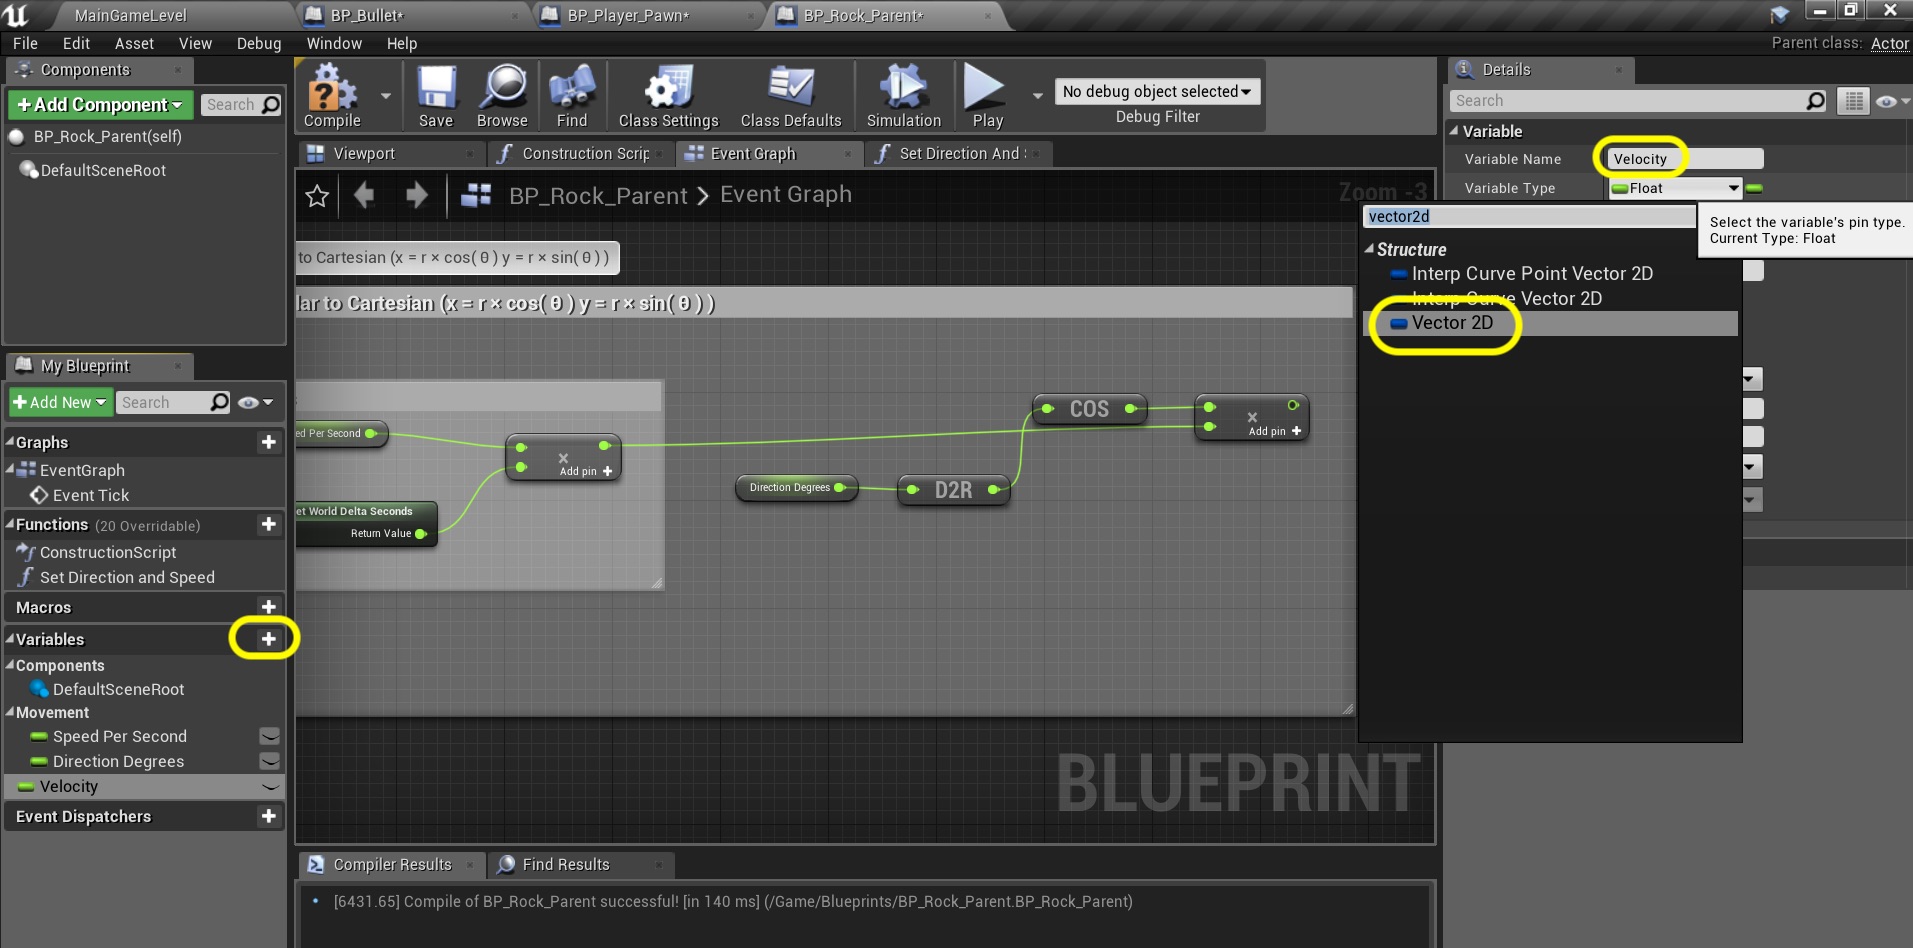 MainGameLevel
BP_Bullet*
BP_Player_Pawn*
BP_Rock_Parent*
File Edit Asset View Debug Window Help
Parent class: Actor
Components
+Add Component
Search
BP_Rock_Parent(self)
DefaultSceneRoot
Compile
Save
Browse
Find
Class Settings
Class Defaults
Simulation
Play
No debug object selected
Debug Filter
Viewport
Construction Scrip
Event Graph
Set Direction And
BP_Rock_Parent > Event Graph
Zoom -3
to Cartesian (x = r × cos( θ ) y = r × sin( θ ) )
lar to Cartesian (x = r × cos( θ ) y = r × sin( θ ) )
ed Per Second
×
Add pin +
et World Delta Seconds
Return Value
Direction Degrees
D2R
COS
×
Add pin +
BLUEPRINT
My Blueprint
+Add New
Search
Graphs +
EventGraph
Event Tick
Functions (20 Overridable) +
ConstructionScript
Set Direction and Speed
Macros +
Variables +
Components
DefaultSceneRoot
Movement
Speed Per Second
Direction Degrees
Velocity
Event Dispatchers +
Compiler Results
Find Results
[6431.65] Compile of BP_Rock_Parent successful! [in 140 ms] (/Game/Blueprints/BP_Rock_Parent.BP_Rock_Parent)
Details
Search
Variable
Variable Name Velocity
Variable Type Float
vector2d
Select the variable's pin type.
Current Type: Float
Structure
Interp Curve Point Vector 2D
Interp Curve Vector 2D
Vector 2D